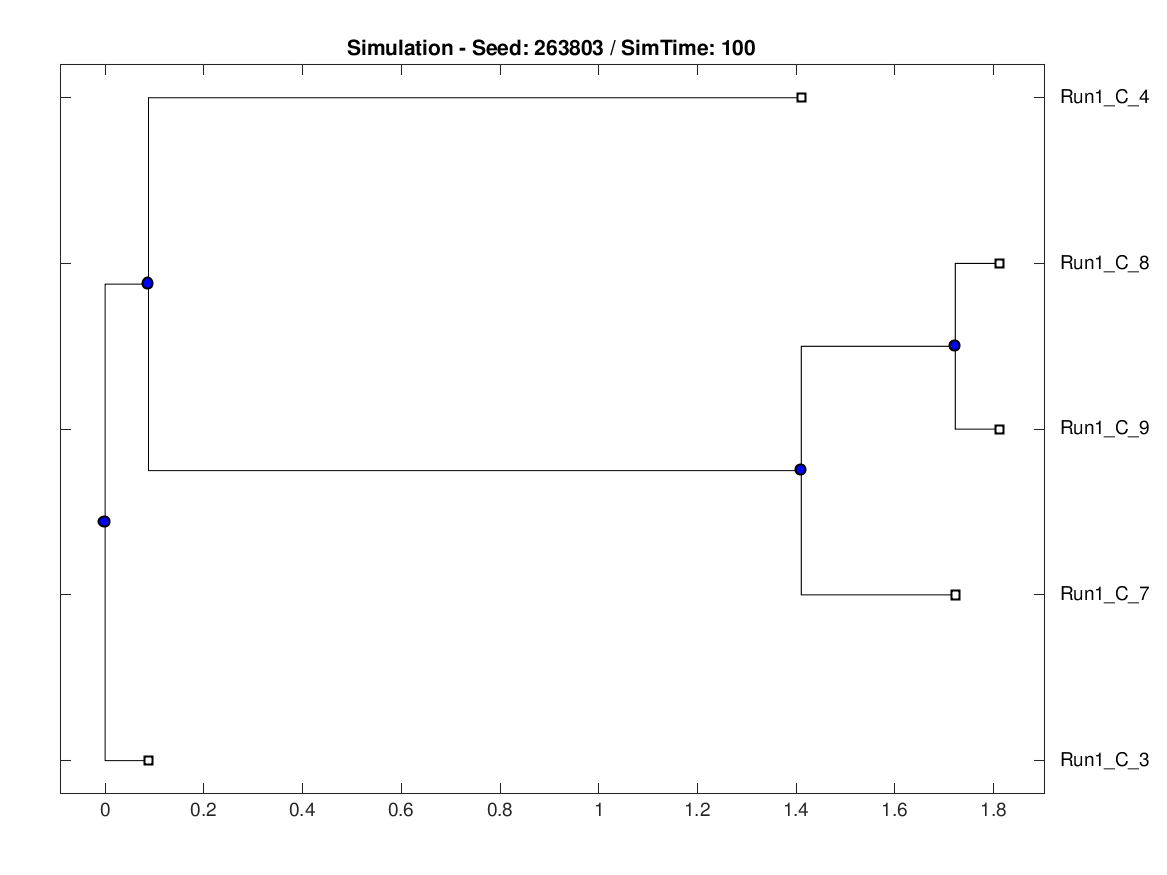 Simulation - Seed: 263803 / SimTime: 100
Run1_C_4
Run1_C_8
Run1_C_9
Run1_C_7
Run1_C_3
0 0.2 0.4 0.6 0.8 1 1.2 1.4 1.6 1.8